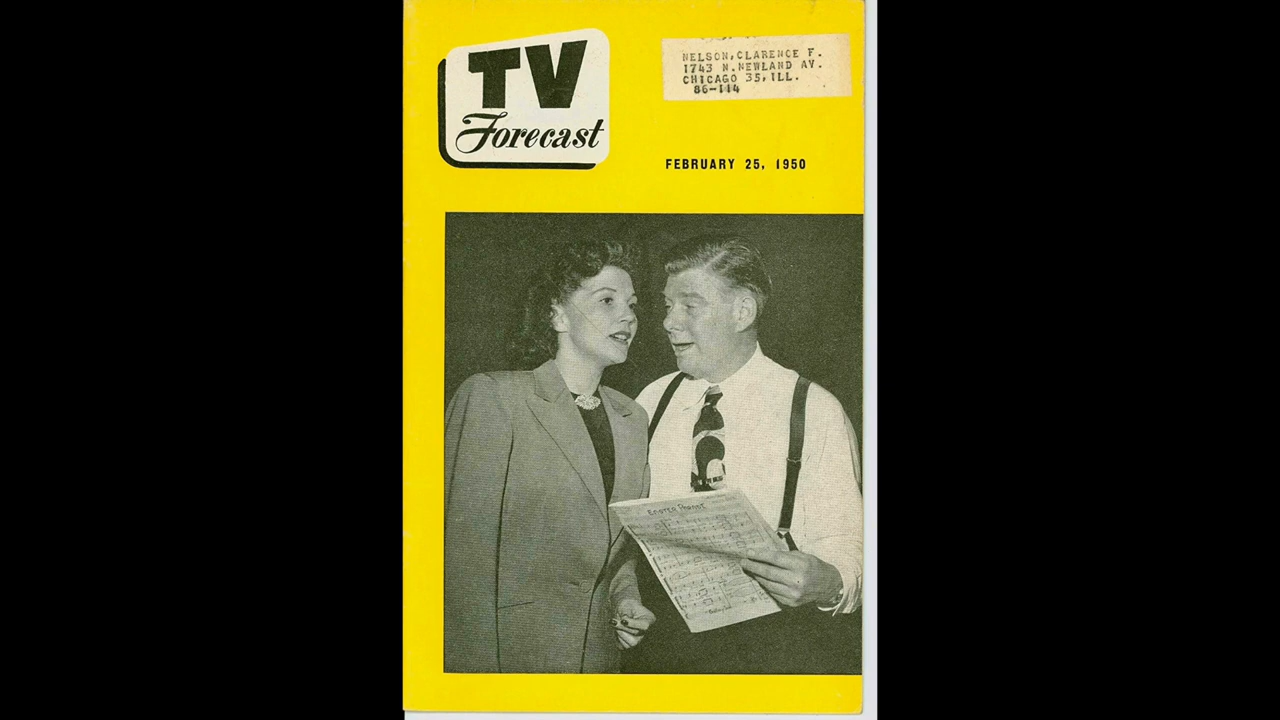 TV
Forecast
NELSON,CLARENCE F.
1743 N.NEWLAND AV.
CHICAGO 35,ILL.
86-114
FEBRUARY 25, 1950
EASTER PARADE